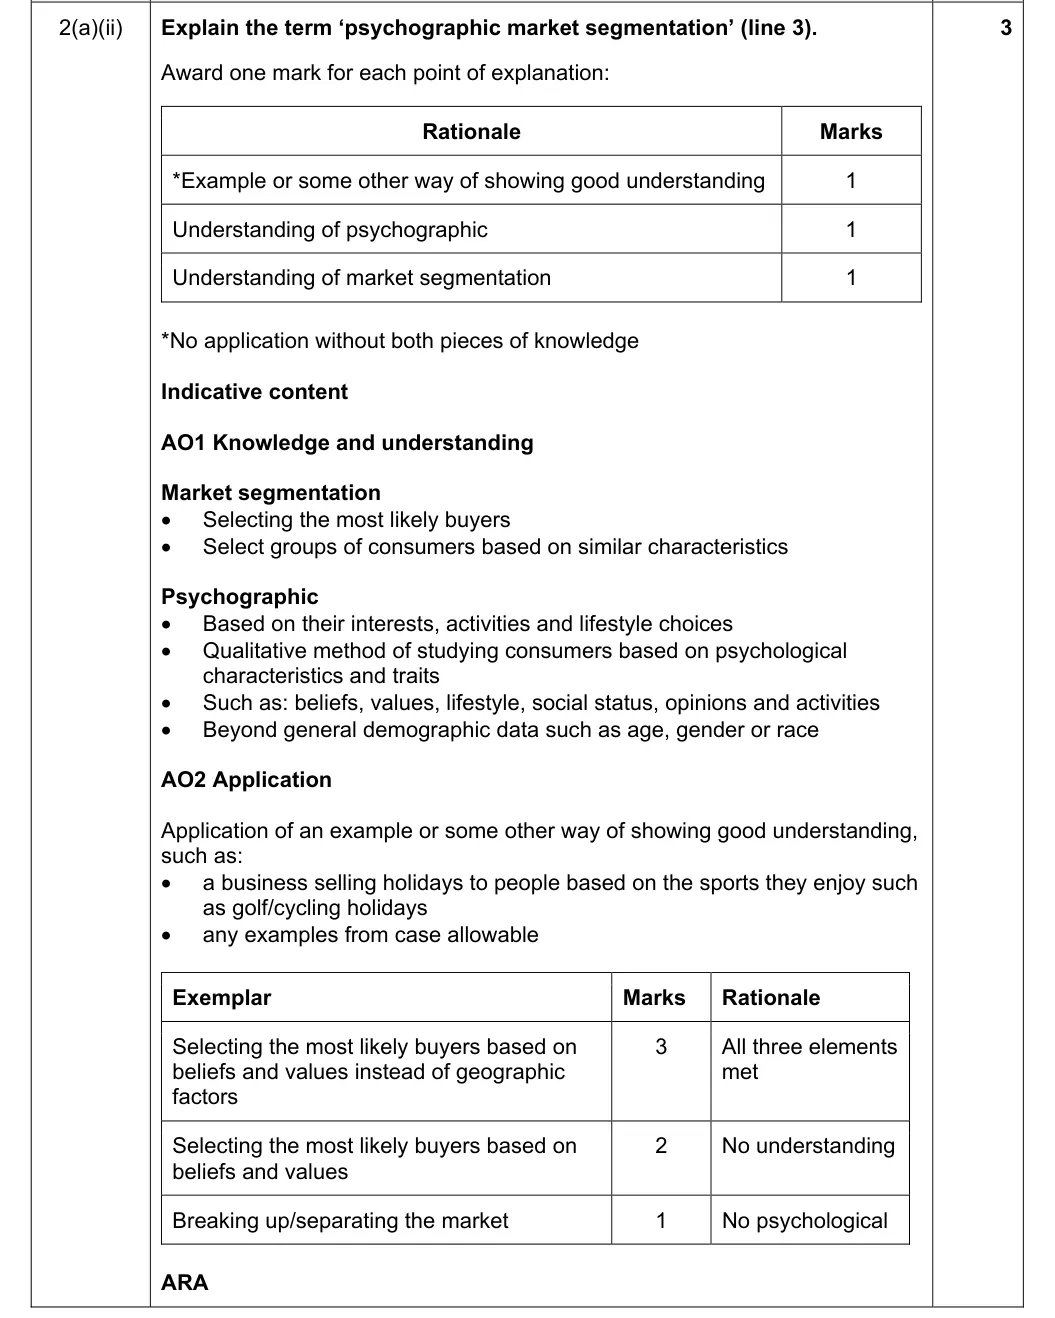 2(a)(ii) Explain the term ‘psychographic market segmentation’ (line 3). 3
Award one mark for each point of explanation:
Rationale Marks
*Example or some other way of showing good understanding 1
Understanding of psychographic 1
Understanding of market segmentation 1
*No application without both pieces of knowledge
Indicative content
AO1 Knowledge and understanding
Market segmentation
• Selecting the most likely buyers
• Select groups of consumers based on similar characteristics
Psychographic
• Based on their interests, activities and lifestyle choices
• Qualitative method of studying consumers based on psychological
characteristics and traits
• Such as: beliefs, values, lifestyle, social status, opinions and activities
• Beyond general demographic data such as age, gender or race
AO2 Application
Application of an example or some other way of showing good understanding,
such as:
• a business selling holidays to people based on the sports they enjoy such
as golf/cycling holidays
• any examples from case allowable
Exemplar Marks Rationale
Selecting the most likely buyers based on 3 All three elements
beliefs and values instead of geographic met
factors
Selecting the most likely buyers based on 2 No understanding
beliefs and values
Breaking up/separating the market 1 No psychological
ARA